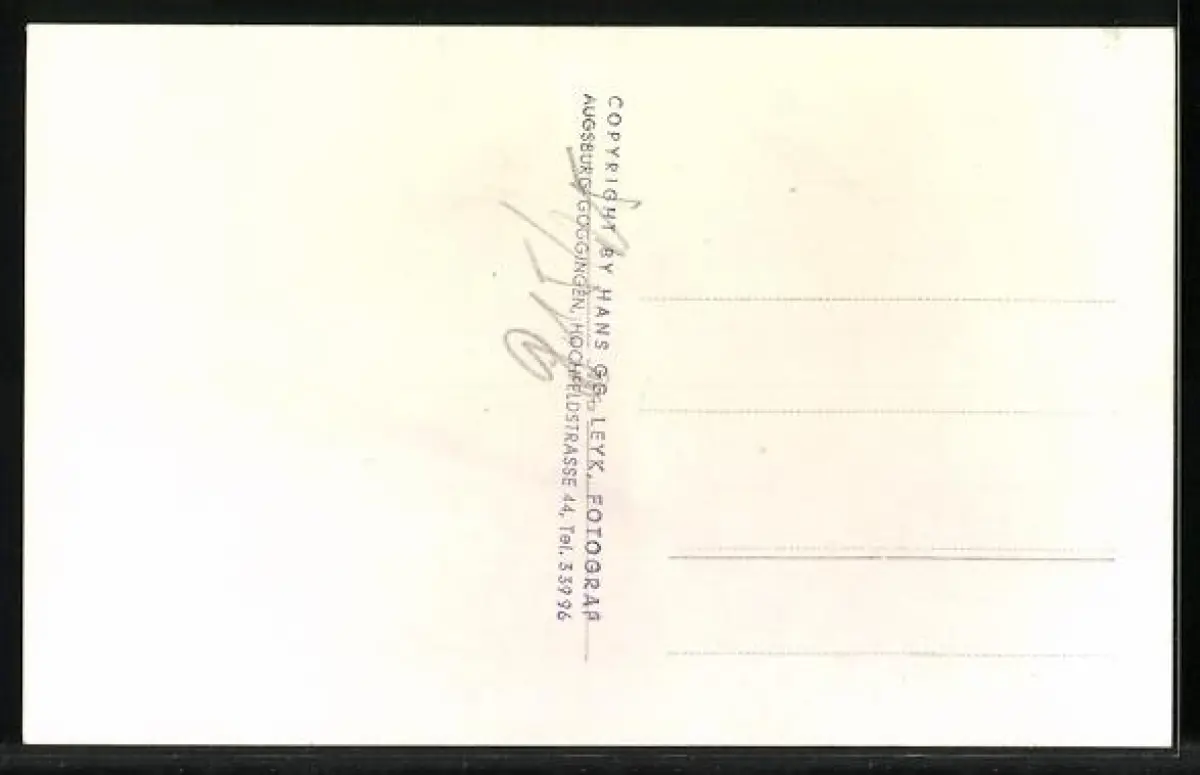 COPYRIGHT BY HANS GG. LEYK, FOTOGRAF
AUGSBURG-GÖGGINGEN, HOCHFELDSTRASSE 44, Tel. 33996